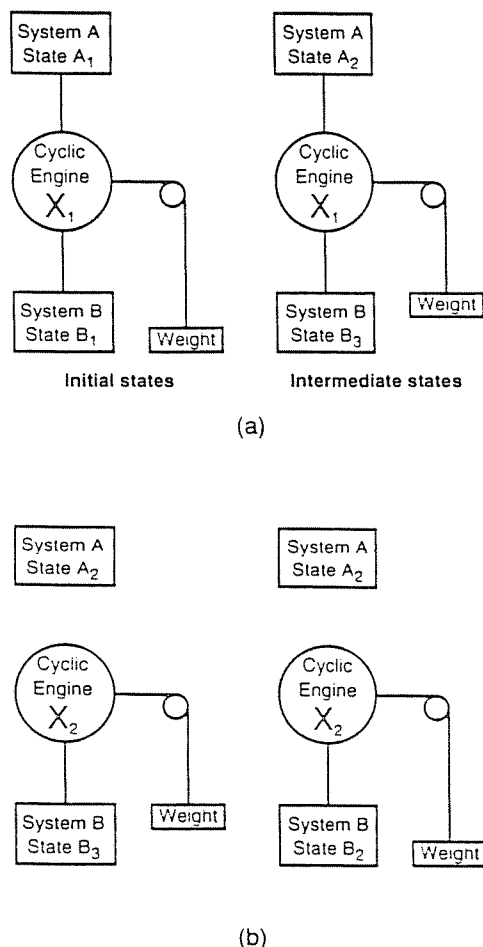 System A
State A₁
Cyclic
Engine
X₁
System B
State B₁
Weight
Initial states
System A
State A₂
Cyclic
Engine
X₁
System B
State B₃
Weight
Intermediate states
(a)
System A
State A₂
Cyclic
Engine
X₂
System B
State B₃
Weight
System A
State A₂
Cyclic
Engine
X₂
System B
State B₂
Weight
(b)